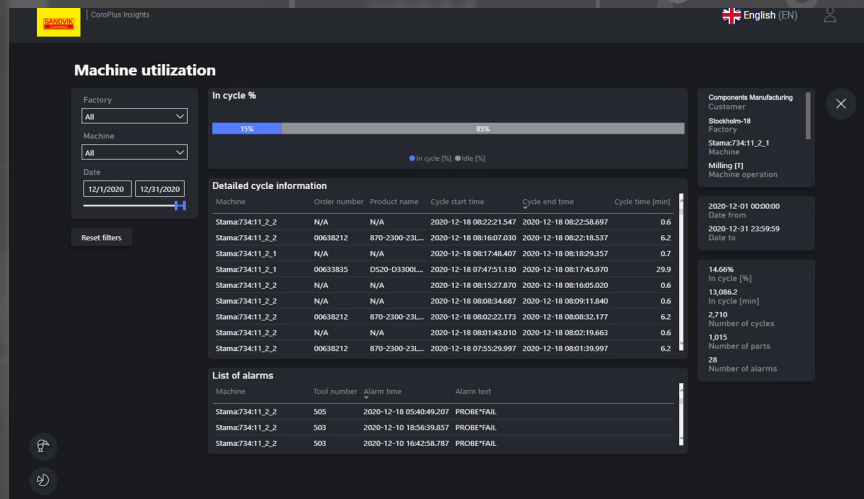 SANDVIK
Coromant
CoroPlus Insights
English (EN)
Machine utilization
Factory
All
Machine
All
Date
12/1/2020 12/31/2020
Reset filters
In cycle %
15% 85%
In cycle [%] Idle [%]
Detailed cycle information
Machine Order number Product name Cycle start time Cycle end time Cycle time [min]
Stama:734:11_2_2 N/A N/A 2020-12-18 08:22:21.547 2020-12-18 08:22:58.697 0.6
Stama:734:11_2_2 00638212 870-2300-23L... 2020-12-18 08:16:07.030 2020-12-18 08:22:18.537 6.2
Stama:734:11_2_1 N/A N/A 2020-12-18 08:17:48.407 2020-12-18 08:18:29.357 0.7
Stama:734:11_2_1 00633835 DS20-D3300L... 2020-12-18 07:47:51.130 2020-12-18 08:17:45.970 29.9
Stama:734:11_2_2 N/A N/A 2020-12-18 08:15:27.870 2020-12-18 08:16:05.020 0.6
Stama:734:11_2_2 N/A N/A 2020-12-18 08:08:34.687 2020-12-18 08:09:11.840 0.6
Stama:734:11_2_2 00638212 870-2300-23L... 2020-12-18 08:02:22.173 2020-12-18 08:08:32.177 6.2
Stama:734:11_2_2 N/A N/A 2020-12-18 08:01:43.010 2020-12-18 08:02:19.663 0.6
Stama:734:11_2_2 00638212 870-2300-23L... 2020-12-18 07:55:29.997 2020-12-18 08:01:39.997 6.2
List of alarms
Machine Tool number Alarm time Alarm text
Stama:734:11_2_2 505 2020-12-18 05:40:49.207 PROBE*FAIL
Stama:734:11_2_2 503 2020-12-10 18:56:39.857 PROBE*FAIL
Stama:734:11_2_2 503 2020-12-10 16:42:58.787 PROBE*FAIL
Components Manufacturing
Customer
Stockholm-18
Factory
Stama:734:11_2_1
Machine
Milling [T]
Machine operation
2020-12-01 00:00:00
Date from
2020-12-31 23:59:59
Date to
14.66%
In cycle [%]
13,086.2
In cycle [min]
2,710
Number of cycles
1,015
Number of parts
28
Number of alarms